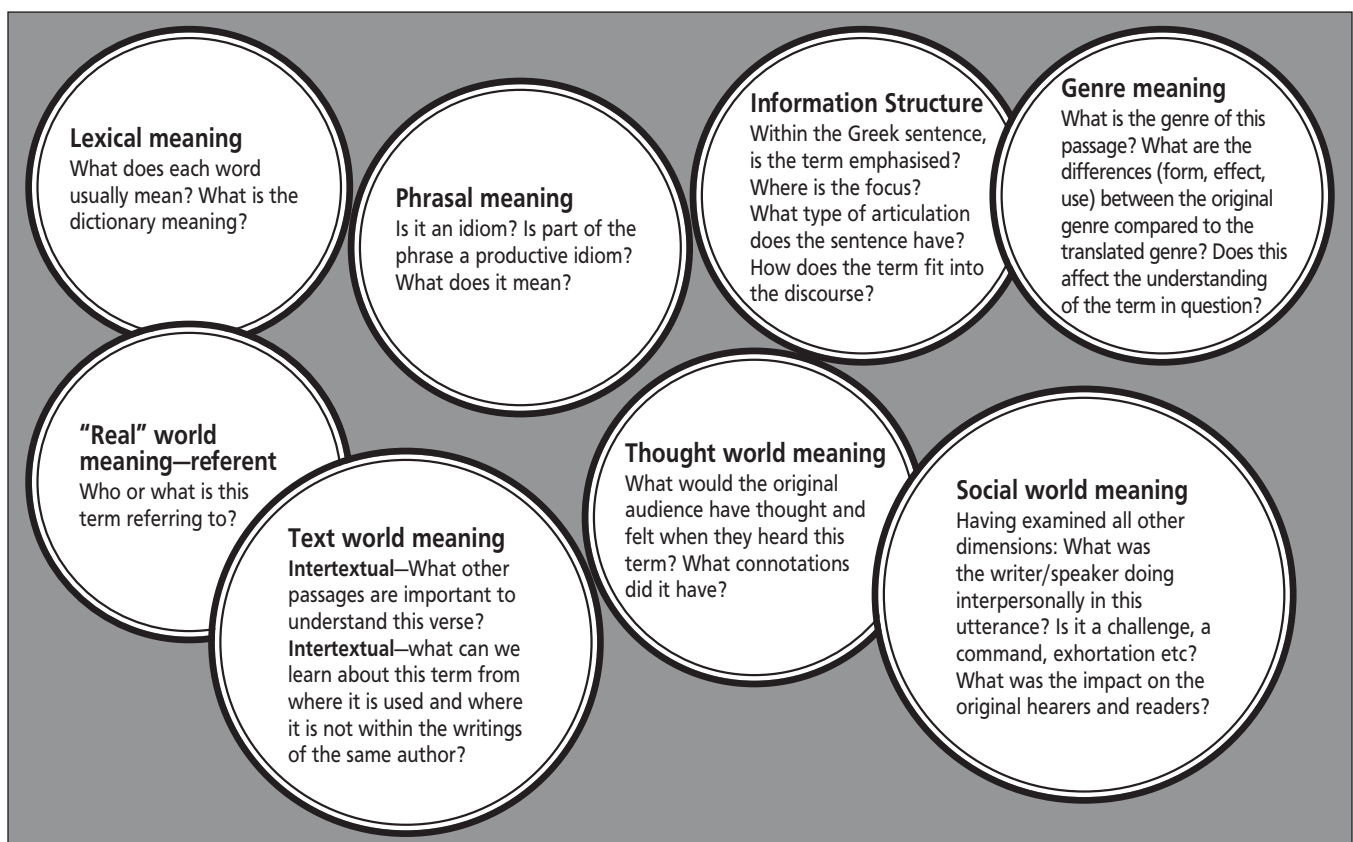 Lexical meaning
What does each word
usually mean? What is the
dictionary meaning?
Phrasal meaning
Is it an idiom? Is part of the
phrase a productive idiom?
What does it mean?
Information Structure
Within the Greek sentence,
is the term emphasised?
Where is the focus?
What type of articulation
does the sentence have?
How does the term fit into
the discourse?
Genre meaning
What is the genre of this
passage? What are the
differences (form, effect,
use) between the original
genre compared to the
translated genre? Does this
affect the understanding
of the term in question?
“Real” world
meaning—referent
Who or what is this
term referring to?
Text world meaning
Intertextual—What other
passages are important to
understand this verse?
Intertextual—what can we
learn about this term from
where it is used and where
it is not within the writings
of the same author?
Thought world meaning
What would the original
audience have thought and
felt when they heard this
term? What connotations
did it have?
Social world meaning
Having examined all other
dimensions: What was
the writer/speaker doing
interpersonally in this
utterance? Is it a challenge, a
command, exhortation etc?
What was the impact on the
original hearers and readers?